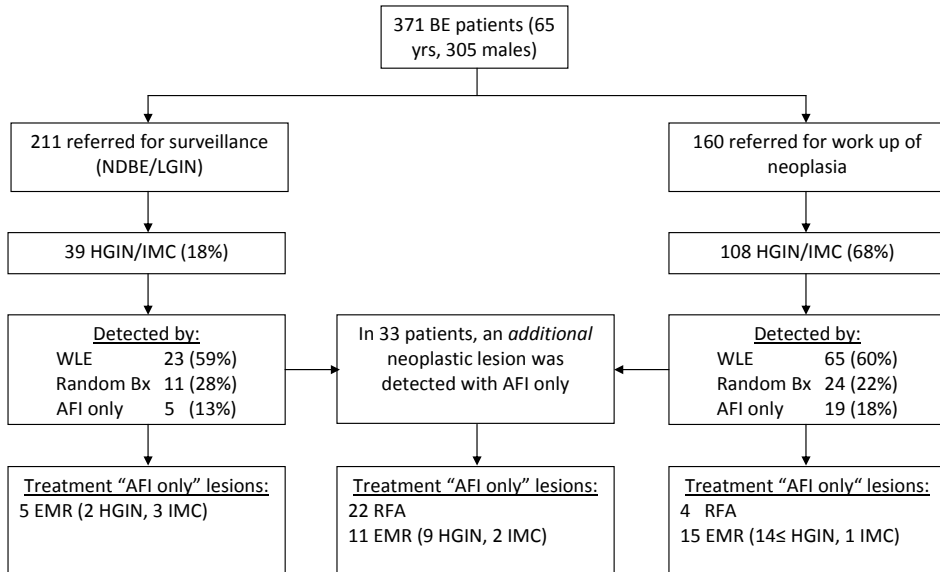 371 BE patients (65
yrs, 305 males)
211 referred for surveillance
(NDBE/LGIN)
160 referred for work up of
neoplasia
39 HGIN/IMC (18%)
108 HGIN/IMC (68%)
Detected by:
WLE 23 (59%)
Random Bx 11 (28%)
AFI only 5 (13%)
In 33 patients, an additional
neoplastic lesion was
detected with AFI only
Detected by:
WLE 65 (60%)
Random Bx 24 (22%)
AFI only 19 (18%)
Treatment “AFI only” lesions:
5 EMR (2 HGIN, 3 IMC)
Treatment “AFI only” lesions:
22 RFA
11 EMR (9 HGIN, 2 IMC)
Treatment “AFI only“ lesions:
4 RFA
15 EMR (14≤ HGIN, 1 IMC)